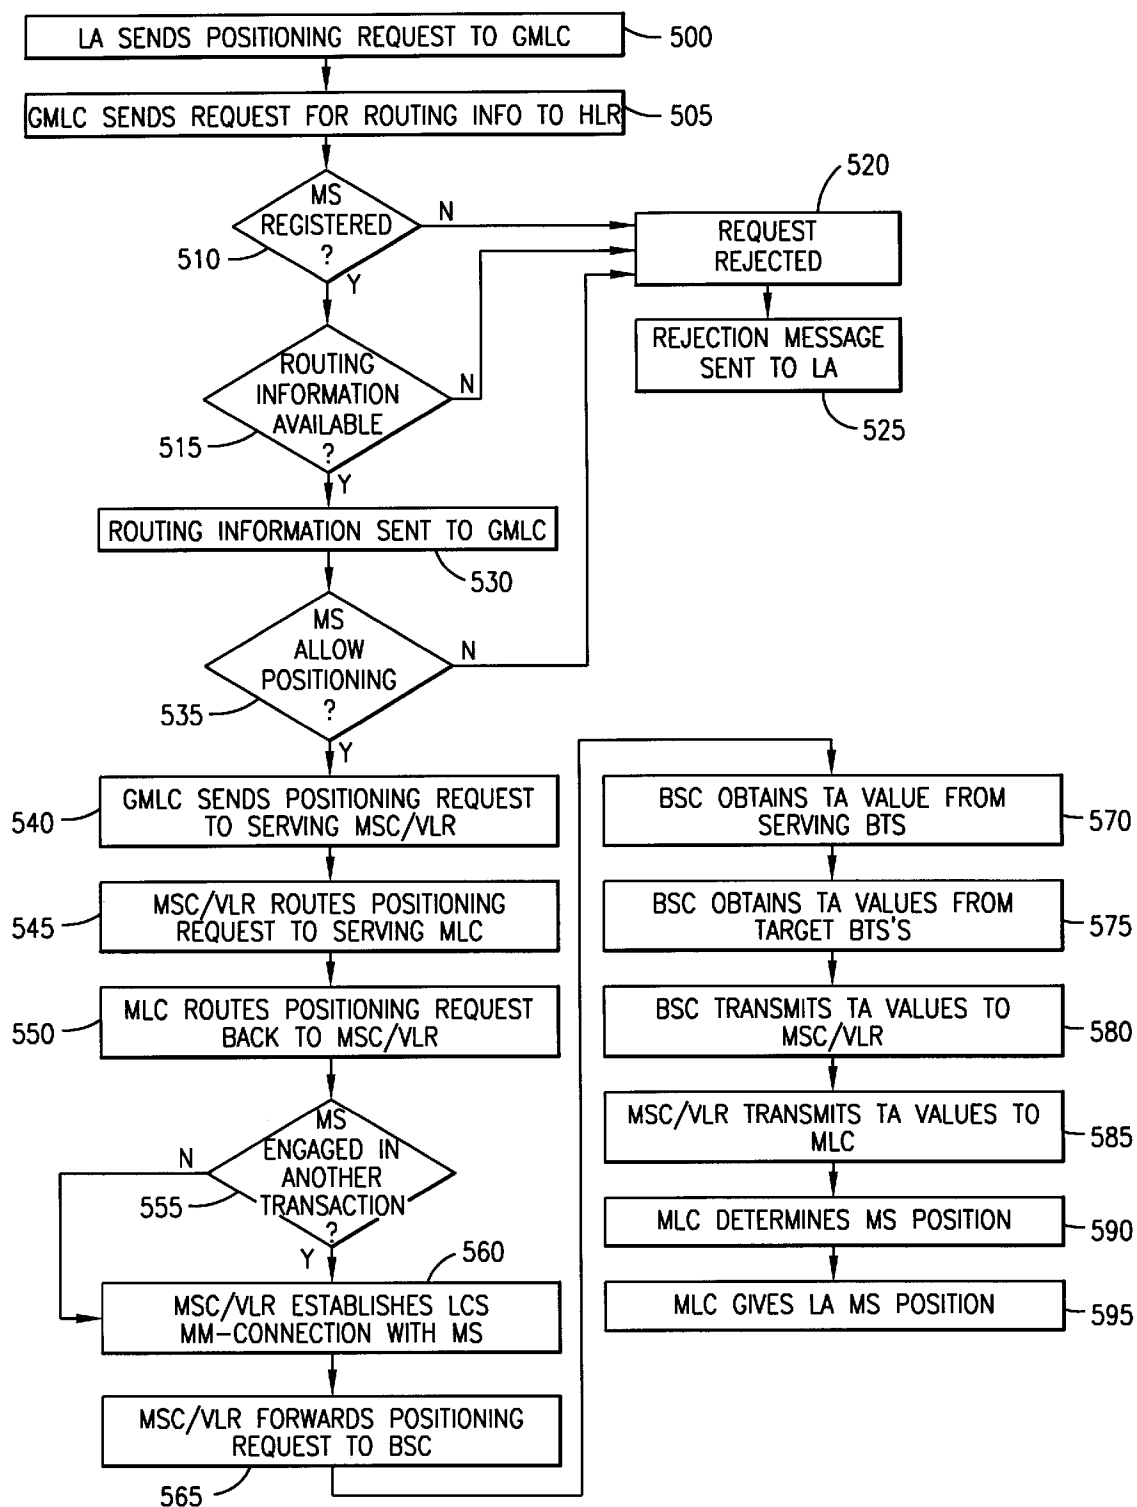 LA SENDS POSITIONING REQUEST TO GMLC
500
GMLC SENDS REQUEST FOR ROUTING INFO TO HLR
505
MS
REGISTERED
?
510
N
Y
520
REQUEST
REJECTED
REJECTION MESSAGE
SENT TO LA
525
ROUTING
INFORMATION
AVAILABLE
?
515
N
Y
ROUTING INFORMATION SENT TO GMLC
530
MS
ALLOW
POSITIONING
?
535
N
Y
GMLC SENDS POSITIONING REQUEST
TO SERVING MSC/VLR
540
MSC/VLR ROUTES POSITIONING
REQUEST TO SERVING MLC
545
MLC ROUTES POSITIONING REQUEST
BACK TO MSC/VLR
550
MS
ENGAGED IN
ANOTHER
TRANSACTION
?
555
N
Y
560
MSC/VLR ESTABLISHES LCS
MM-CONNECTION WITH MS
MSC/VLR FORWARDS POSITIONING
REQUEST TO BSC
565
BSC OBTAINS TA VALUE FROM
SERVING BTS
570
BSC OBTAINS TA VALUES FROM
TARGET BTS'S
575
BSC TRANSMITS TA VALUES TO
MSC/VLR
580
MSC/VLR TRANSMITS TA VALUES TO
MLC
585
MLC DETERMINES MS POSITION
590
MLC GIVES LA MS POSITION
595